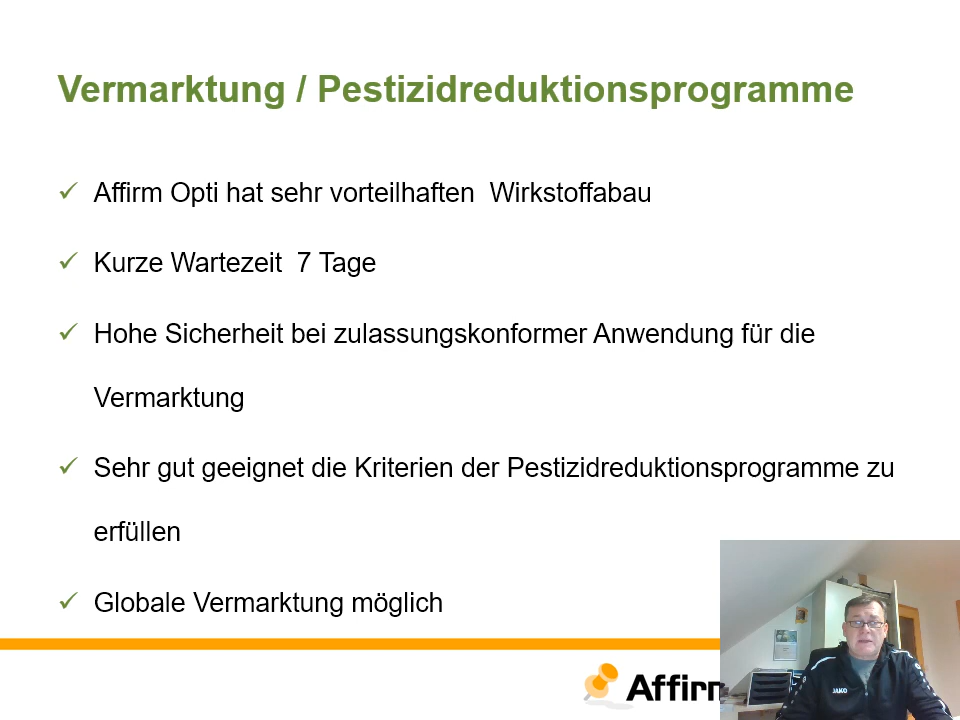 Vermarktung / Pestizidreduktionsprogramme
Affirm Opti hat sehr vorteilhaften Wirkstoffabau
Kurze Wartezeit 7 Tage
Hohe Sicherheit bei zulassungskonformer Anwendung für die
Vermarktung
Sehr gut geeignet die Kriterien der Pestizidreduktionsprogramme zu
erfüllen
Globale Vermarktung möglich
Affirm
JAKO